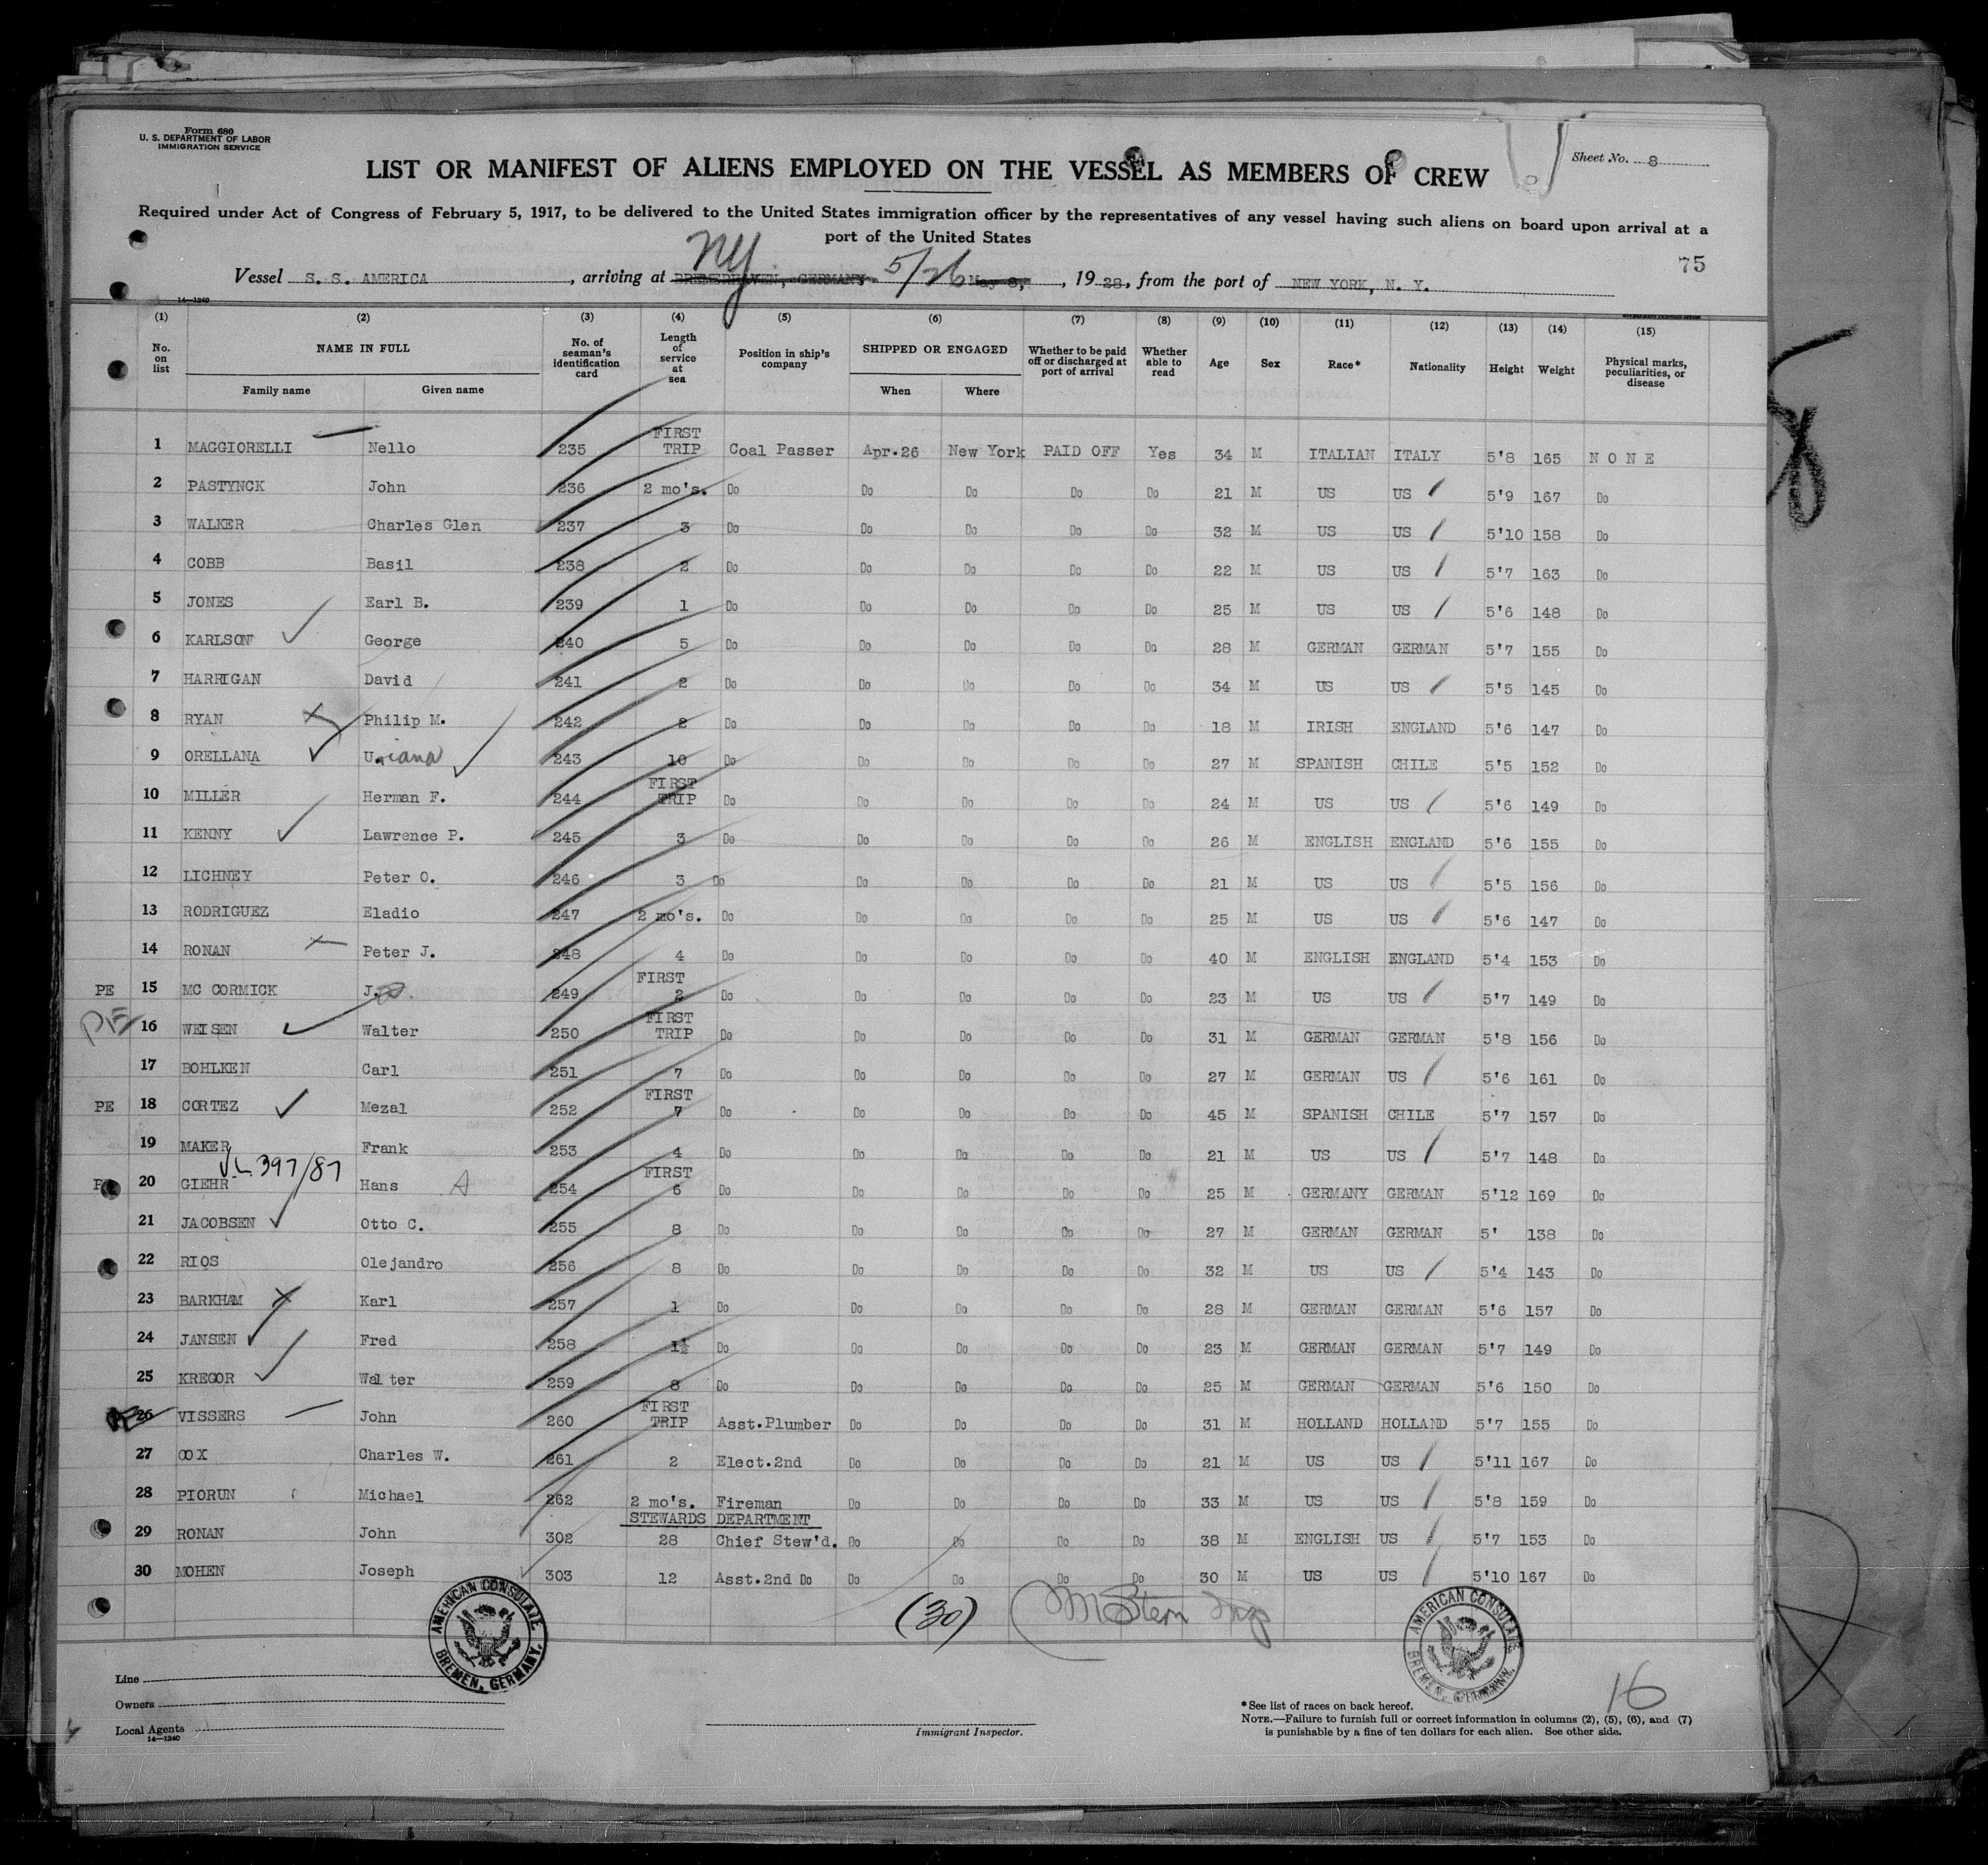 Form 680
U. S. DEPARTMENT OF LABOR
IMMIGRATION SERVICE
Sheet No. 8
LIST OR MANIFEST OF ALIENS EMPLOYED ON THE VESSEL AS MEMBERS OF CREW
Required under Act of Congress of February 5, 1917, to be delivered to the United States immigration officer by the representatives of any vessel having such aliens on board upon arrival at a
port of the United States
75
Vessel S. S. AMERICA, arriving at BREMERHAVEN, GERMANY NY 5/26 May 8, 1928, from the port of NEW YORK, N. Y.
14—1240
(1) (2) (3) (4) (5) (6) (7) (8) (9) (10) (11) (12) (13) (14) (15)
No. on list NAME IN FULL Family name Given name No. of seaman's identification card Length of service at sea Position in ship's company SHIPPED OR ENGAGED When Where Whether to be paid off or discharged at port of arrival Whether able to read Age Sex Race* Nationality Height Weight Physical marks, peculiarities, or disease
1 MAGGIORELLI Nello 235 FIRST TRIP Coal Passer Apr.26 New York PAID OFF Yes 34 M ITALIAN ITALY 5'8 165 NONE
2 PASTYNCK John 236 2 mo's. Do Do Do Do Do 21 M US US 5'9 167 Do
3 WALKER Charles Glen 237 3 Do Do Do Do Do 32 M US US 5'10 158 Do
4 COBB Basil 238 2 Do Do Do Do Do 22 M US US 5'7 163 Do
5 JONES Earl B. 239 1 Do Do Do Do Do 25 M US US 5'6 148 Do
6 KARLSON George 240 5 Do Do Do Do Do 28 M GERMAN GERMAN 5'7 155 Do
7 HARRIGAN David 241 2 Do Do Do Do Do 34 M US US 5'5 145 Do
8 RYAN Philip M. 242 2 Do Do Do Do Do 18 M IRISH ENGLAND 5'6 147 Do
9 ORELLANA U. 243 10 Do Do Do Do Do 27 M SPANISH CHILE 5'5 152 Do
10 MILLER Herman F. 244 FIRST TRIP Do Do Do Do Do 24 M US US 5'6 149 Do
11 KENNY Lawrence P. 245 3 Do Do Do Do Do 26 M ENGLISH ENGLAND 5'6 155 Do
12 LICHNEY Peter O. 246 3 Do Do Do Do Do 21 M US US 5'5 156 Do
13 RODRIGUEZ Eladio 247 2 mo's. Do Do Do Do Do 25 M US US 5'6 147 Do
14 RONAN Peter J. 248 4 Do Do Do Do Do 40 M ENGLISH ENGLAND 5'4 153 Do
PE 15 MC CORMICK J. 249 FIRST 2 Do Do Do Do Do 23 M US US 5'7 149 Do
PE 16 WEISEN Walter 250 FIRST TRIP Do Do Do Do Do 31 M GERMAN GERMAN 5'8 156 Do
17 BOHLKEN Carl 251 7 Do Do Do Do Do 27 M GERMAN US 5'6 161 Do
PE 18 CORTEZ Mezal 252 FIRST 7 Do Do Do Do Do 45 M SPANISH CHILE 5'7 157 Do
19 MAKER Frank 253 4 Do Do Do Do Do 21 M US US 5'7 148 Do
L 397/87
20 GIEHR Hans A 254 FIRST 6 Do Do Do Do Do 25 M GERMANY GERMAN 5'12 169 Do
21 JACOBSEN Otto C. 255 8 Do Do Do Do Do 27 M GERMAN GERMAN 5' 138 Do
22 RIOS Olejandro 256 8 Do Do Do Do Do 32 M US US 5'4 143 Do
23 BARKHAM Karl 257 1 Do Do Do Do Do 28 M GERMAN GERMAN 5'6 157 Do
24 JANSEN Fred 258 1½ Do Do Do Do Do 23 M GERMAN GERMAN 5'7 149 Do
25 KREGOR Walter 259 8 Do Do Do Do Do 25 M GERMAN GERMAN 5'6 150 Do
26 VISSERS John 260 FIRST TRIP Asst.Plumber Do Do Do Do 31 M HOLLAND HOLLAND 5'7 155 Do
27 COX Charles W. 261 2 Elect.2nd Do Do Do Do 21 M US US 5'11 167 Do
28 PIORUN Michael 262 2 mo's. Fireman Do Do Do Do 33 M US US 5'8 159 Do
STEWARDS DEPARTMENT
29 RONAN John 302 28 Chief Stew'd. Do Do Do Do 38 M ENGLISH US 5'7 153 Do
30 MOHEN Joseph 303 12 Asst.2nd Do Do Do Do Do 30 M US US 5'10 167 Do
(30)
AMERICAN CONSULATE BREMEN, GERMANY.
AMERICAN CONSULATE BREMEN, GERMANY.
16
Line
Owners
Local Agents
14—1240
Immigrant Inspector.
*See list of races on back hereof.
NOTE.—Failure to furnish full or correct information in columns (2), (5), (6), and (7)
is punishable by a fine of ten dollars for each alien. See other side.